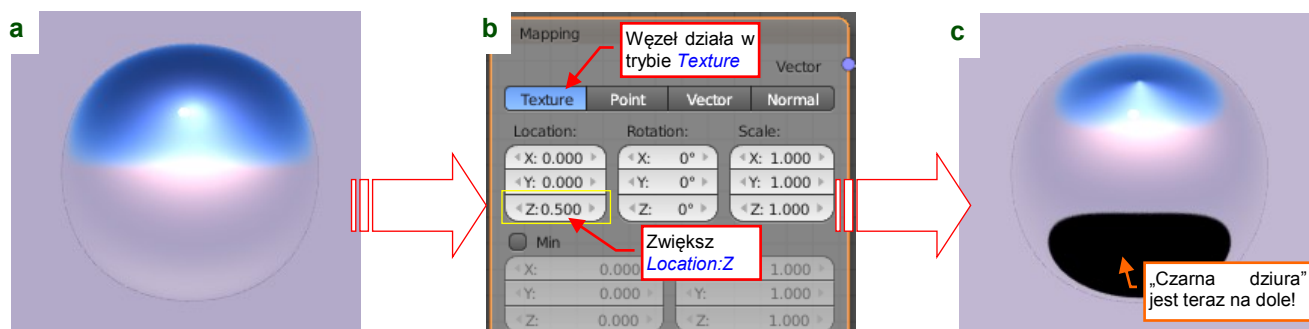 a
b
Mapping
Węzeł działa w
trybie Texture
Vector
Texture Point Vector Normal
Location: Rotation: Scale:
X: 0.000 X: 0° X: 1.000
Y: 0.000 Y: 0° Y: 1.000
Z: 0.500 Z: 0° Z: 1.000
Min
Zwiększ
Location:Z
X: 0.000 1.000
Y: 0.000 Y: 1.000
Z: 0.000 Z: 1.000
c
„Czarna dziura”
jest teraz na dole!